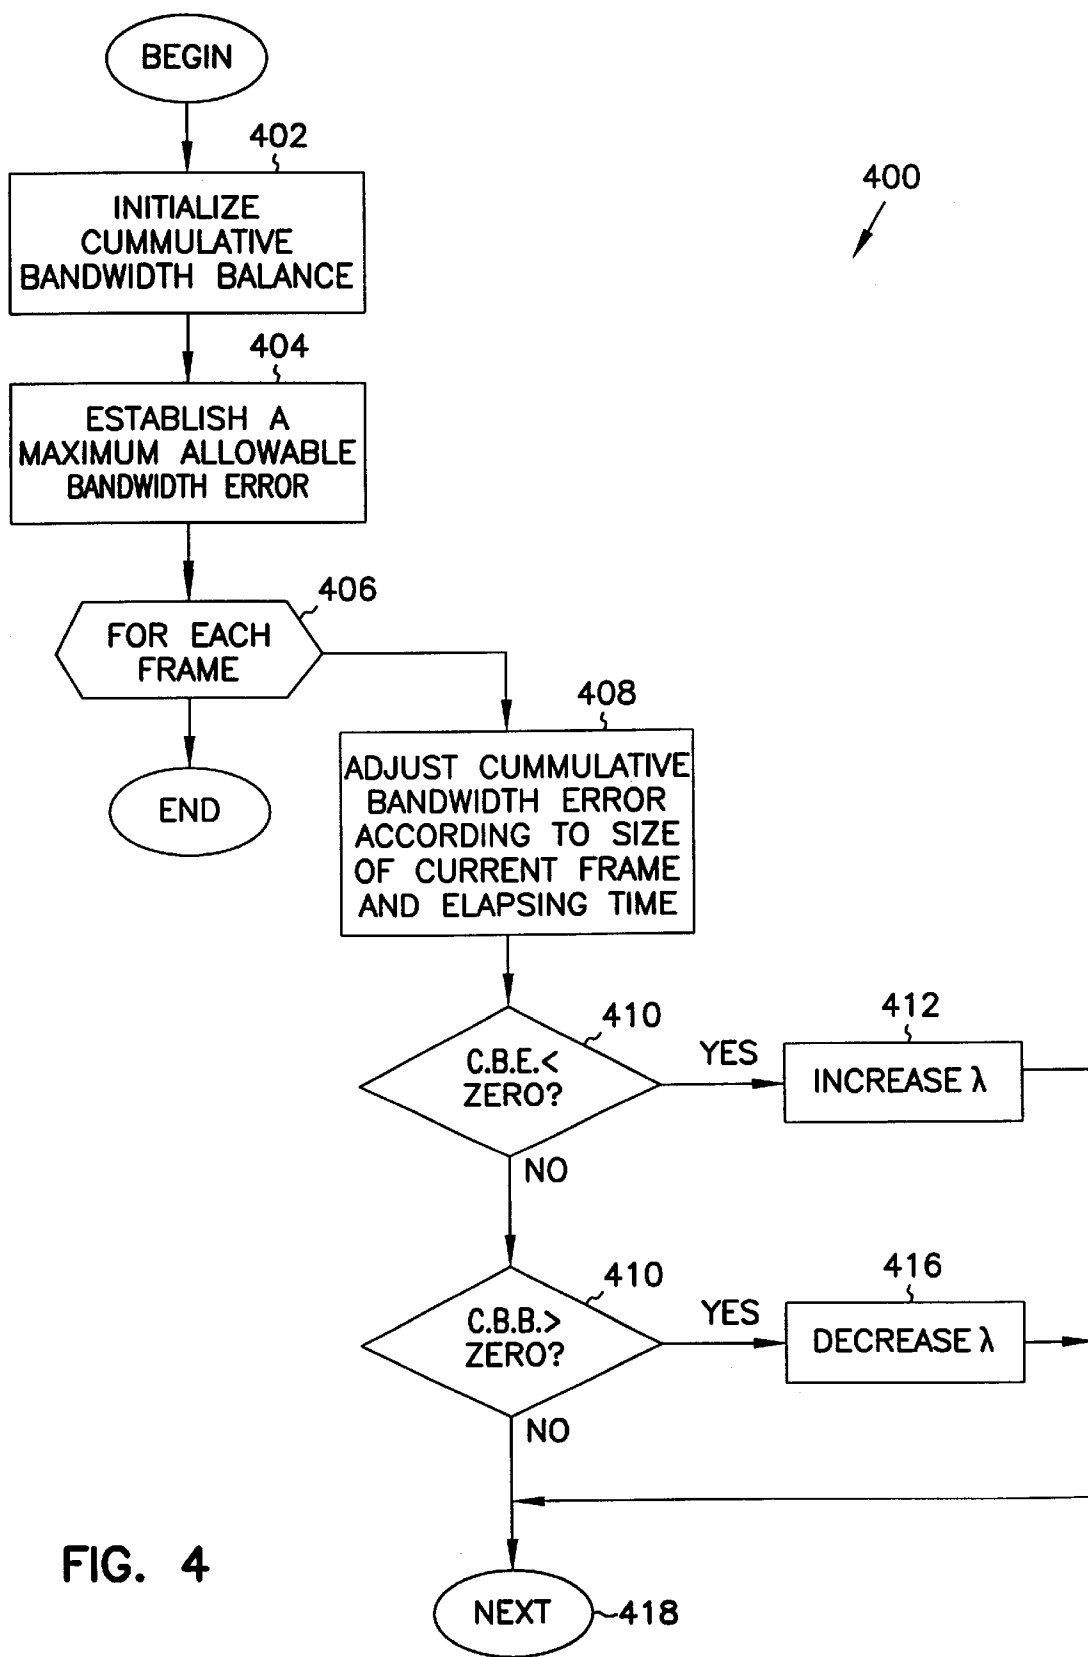 BEGIN
402
INITIALIZE
CUMMULATIVE
BANDWIDTH BALANCE
400
404
ESTABLISH A
MAXIMUM ALLOWABLE
BANDWIDTH ERROR
406
FOR EACH
FRAME
END
408
ADJUST CUMMULATIVE
BANDWIDTH ERROR
ACCORDING TO SIZE
OF CURRENT FRAME
AND ELAPSING TIME
410
C.B.E.<
ZERO?
YES
412
INCREASE λ
NO
410
C.B.B.>
ZERO?
YES
416
DECREASE λ
NO
FIG. 4
NEXT
418